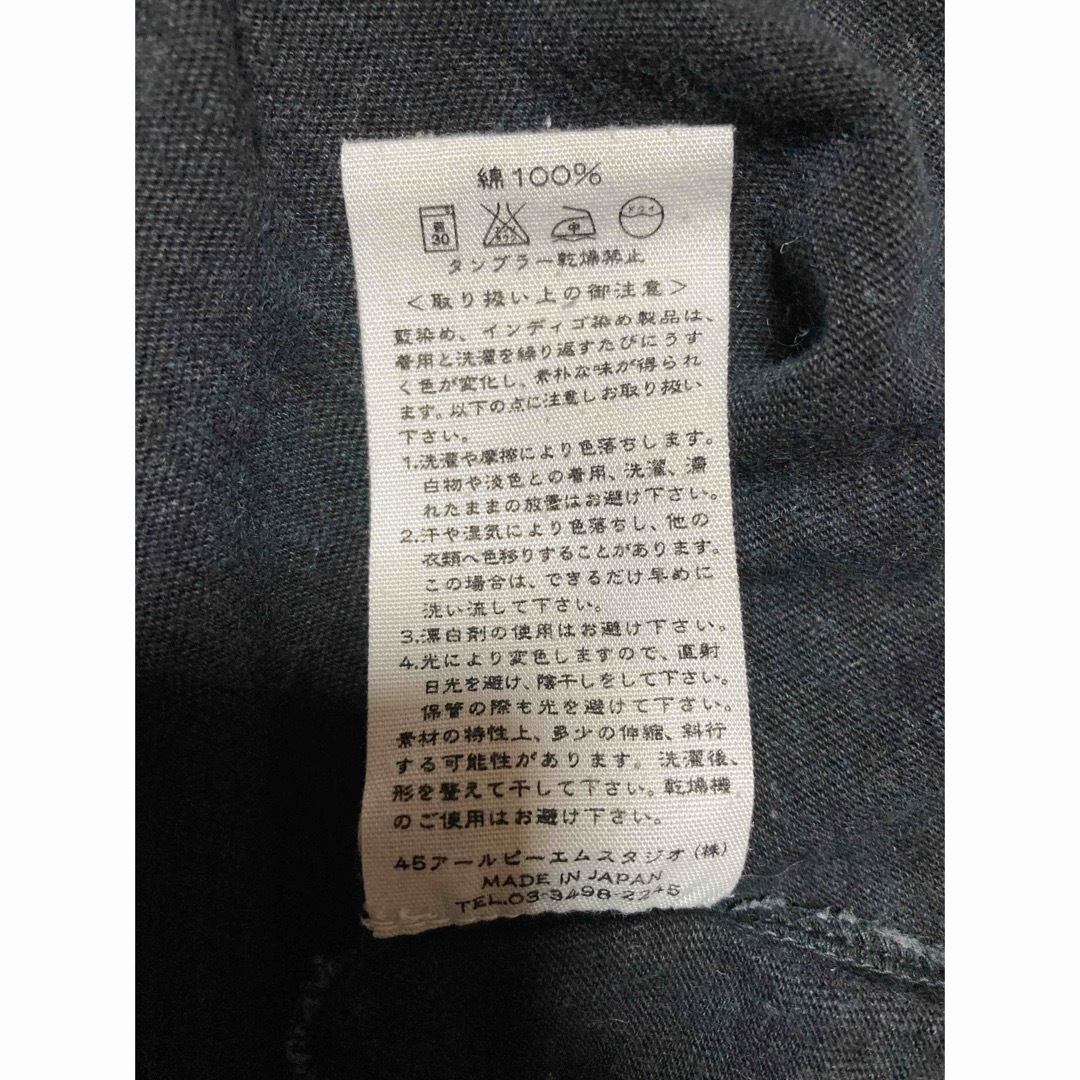 綿100%
30
中
タンブラー乾燥禁止
＜取り扱い上の御注意＞
藍染め、インディゴ染め製品は、
着用と洗濯を繰り返すたびにうす
く色が変化し、素朴な味が得られ
ます。以下の点に注意しお取り扱い
下さい。
1.洗濯や摩擦により色落ちします。
白物や淡色との着用、洗濯、濡
れたままの放置はお避け下さい。
2.汗や湿気により色落ちし、他の
衣類へ色移りすることがあります。
この場合は、できるだけ早めに
洗い流して下さい。
3.漂白剤の使用はお避け下さい。
4.光により変色しますので、直射
日光を避け、陰干しをして下さい。
保管の際も光を避けて下さい。
素材の特性上、多少の伸縮、斜行
する可能性があります。洗濯後、
形を整えて干して下さい。乾燥機
のご使用はお避け下さい。
45アールピーエムスタジオ(株)
MADE IN JAPAN
TEL.03-3498-2245